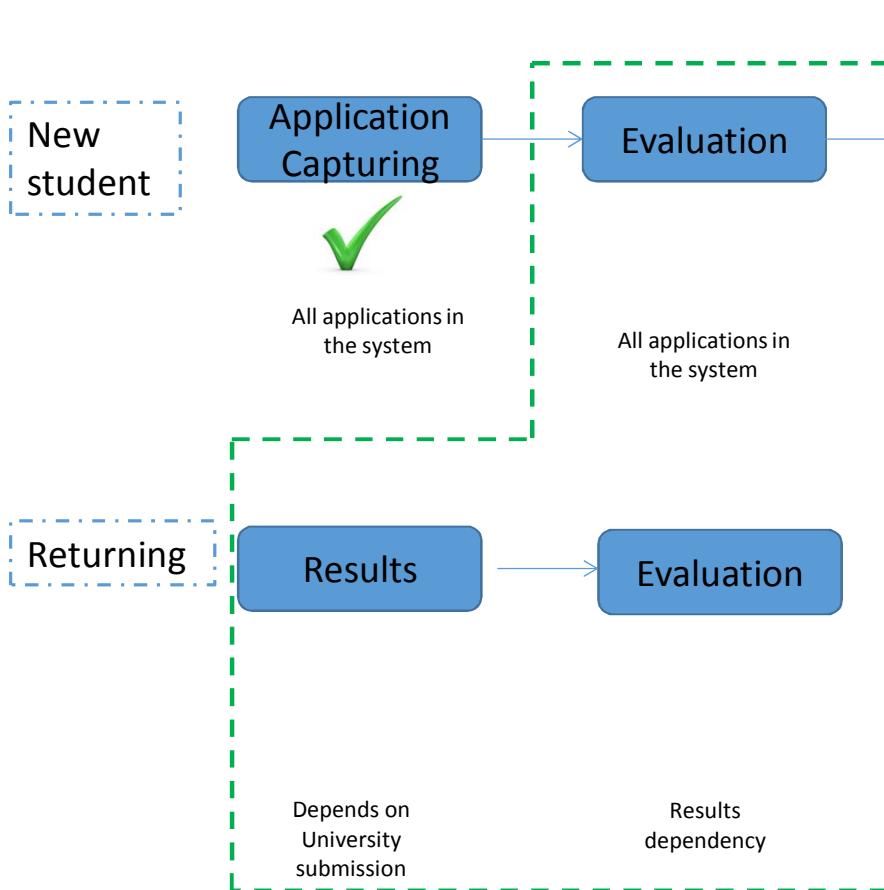 New
student
Application
Capturing
Evaluation
All applications in
the system
All applications in
the system
Returning
Results
Evaluation
Depends on
University
submission
Results
dependency